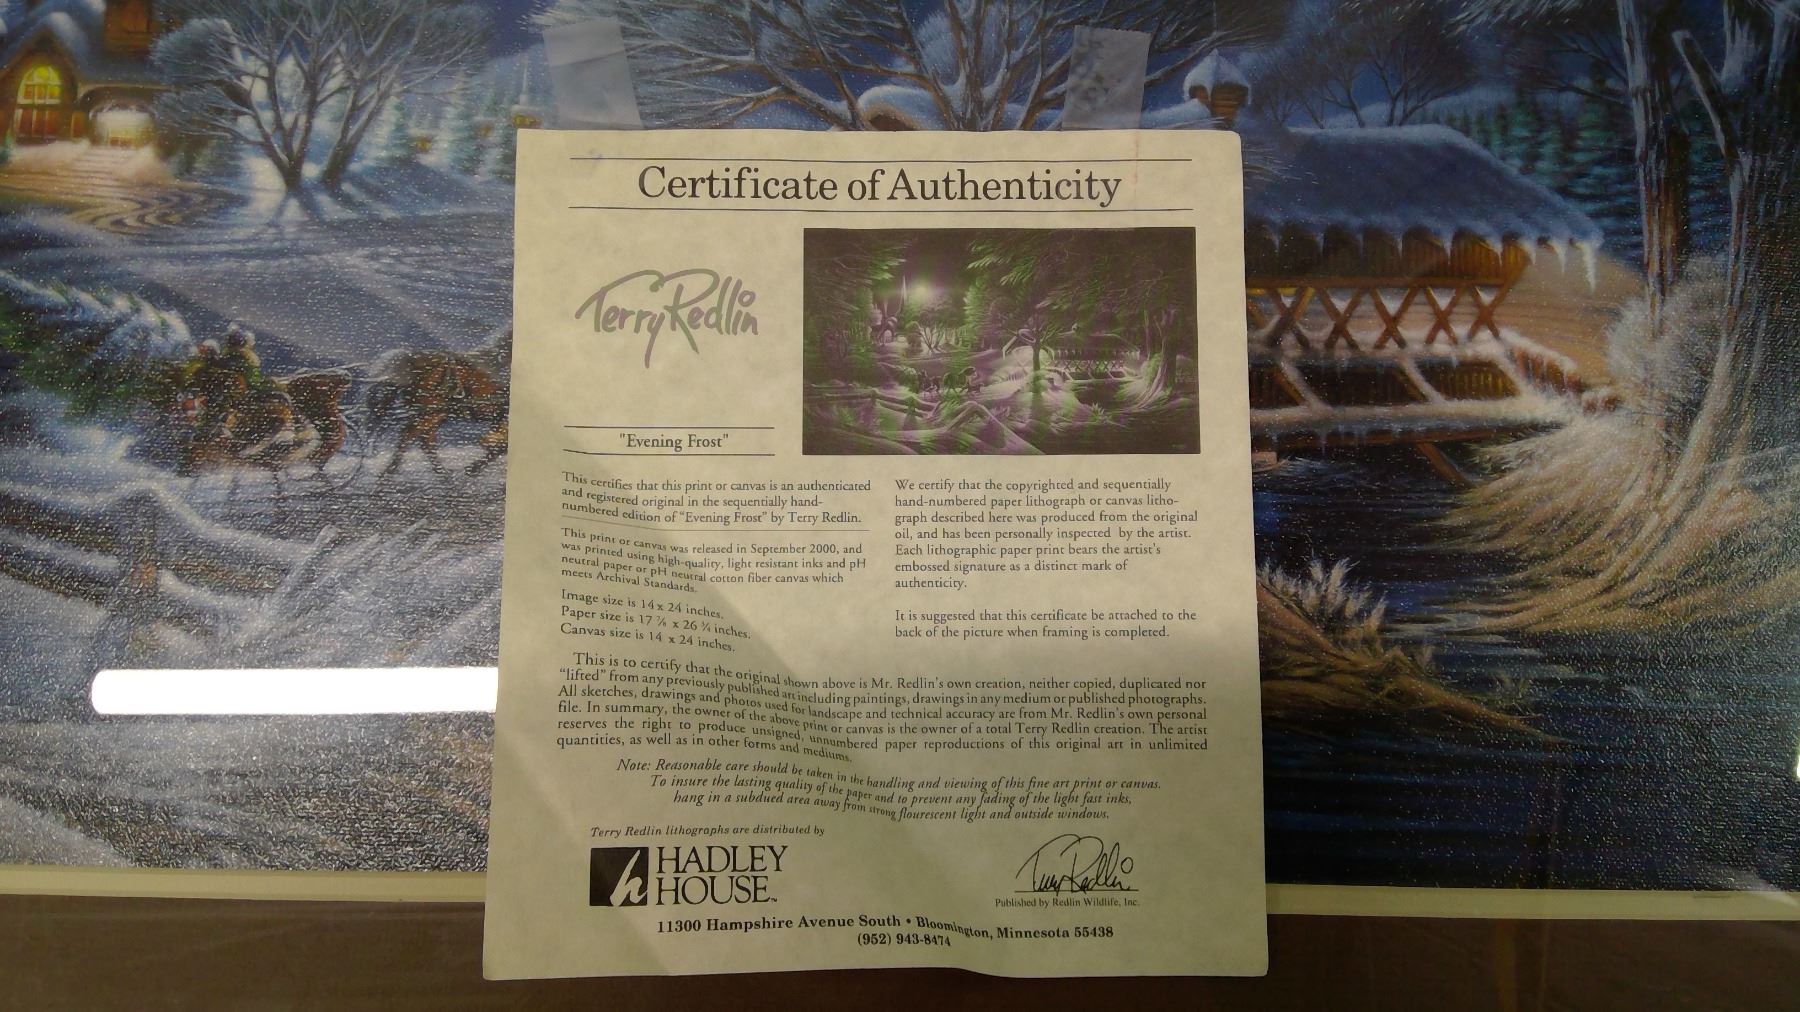 Certificate of Authenticity
Terry Redlin
"Evening Frost"
This certifies that this print or canvas is an authenticated
and registered original in the sequentially hand-
numbered edition of "Evening Frost" by Terry Redlin.
This print or canvas was released in September 2000, and
was printed using high-quality, light resistant inks and pH
neutral paper or pH neutral cotton fiber canvas which
meets Archival Standards.
Image size is 14 x 24 inches.
Paper size is 17 ⅞ x 26 ¾ inches.
Canvas size is 14 x 24 inches.
We certify that the copyrighted and sequentially
hand-numbered paper lithograph or canvas litho-
graph described here was produced from the original
oil, and has been personally inspected by the artist.
Each lithographic paper print bears the artist's
embossed signature as a distinct mark of
authenticity.
It is suggested that this certificate be attached to the
back of the picture when framing is completed.
This is to certify that the original shown above is Mr. Redlin's own creation, neither copied, duplicated nor
"lifted" from any previously published art including paintings, drawings in any medium or published photographs.
All sketches, drawings and photos used for landscape and technical accuracy are from Mr. Redlin's own personal
file. In summary, the owner of the above print or canvas is the owner of a total Terry Redlin creation. The artist
reserves the right to produce unsigned, unnumbered paper reproductions of this original art in unlimited
quantities, as well as in other forms and mediums.
Note: Reasonable care should be taken in the handling and viewing of this fine art print or canvas.
To insure the lasting quality of the paper and to prevent any fading of the light fast inks,
hang in a subdued area away from strong flourescent light and outside windows.
Terry Redlin lithographs are distributed by
h HADLEY
HOUSE™
Terry Redlin
Published by Redlin Wildlife, Inc.
11300 Hampshire Avenue South • Bloomington, Minnesota 55438
(952) 943-8474